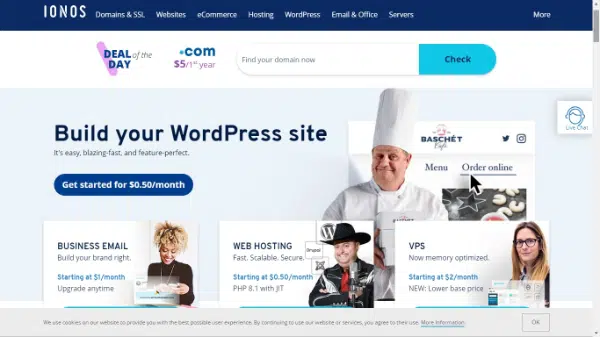 IONOS
Domains & SSL Websites eCommerce Hosting WordPress Email & Office Servers More
DEAL of the
DAY
.com
$5/1st year
Find your domain now
Check
Live Chat
Build your WordPress site
It's easy, blazing-fast, and feature-perfect.
Get started for $0.50/month
BASCHÉT
Café
Menu Order online
BUSINESS EMAIL
Build your brand right.
Starting at $1/month
Upgrade anytime
WEB HOSTING
Fast. Scalable. Secure.
Starting at $0.50/month
PHP 8.1 with JIT
VPS
Now memory optimized.
Starting at $2/month
NEW: Lower base price
We use cookies on our website to provide you with the best possible user experience. By continuing to use our website or services, you agree to their use. More Information.
OK